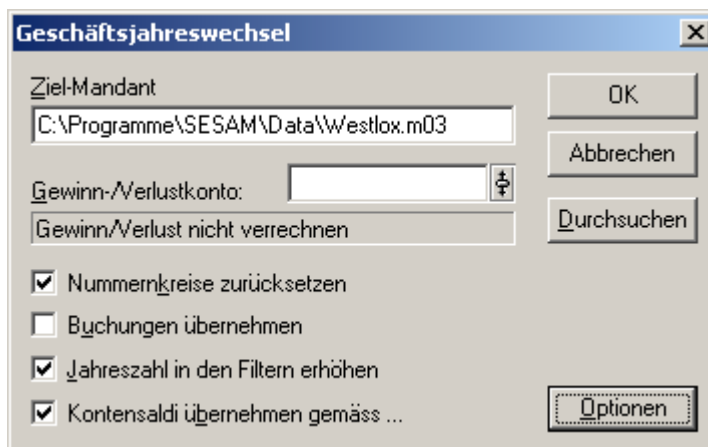 Geschäftsjahreswechsel
Ziel-Mandant
OK
C:\Programme\SESAM\Data\Westlox.m03
Abbrechen
Gewinn-/Verlustkonto:
Durchsuchen
Gewinn/Verlust nicht verrechnen
Nummernkreise zurücksetzen
Buchungen übernehmen
Jahreszahl in den Filtern erhöhen
Kontensaldi übernehmen gemäss ...
Optionen